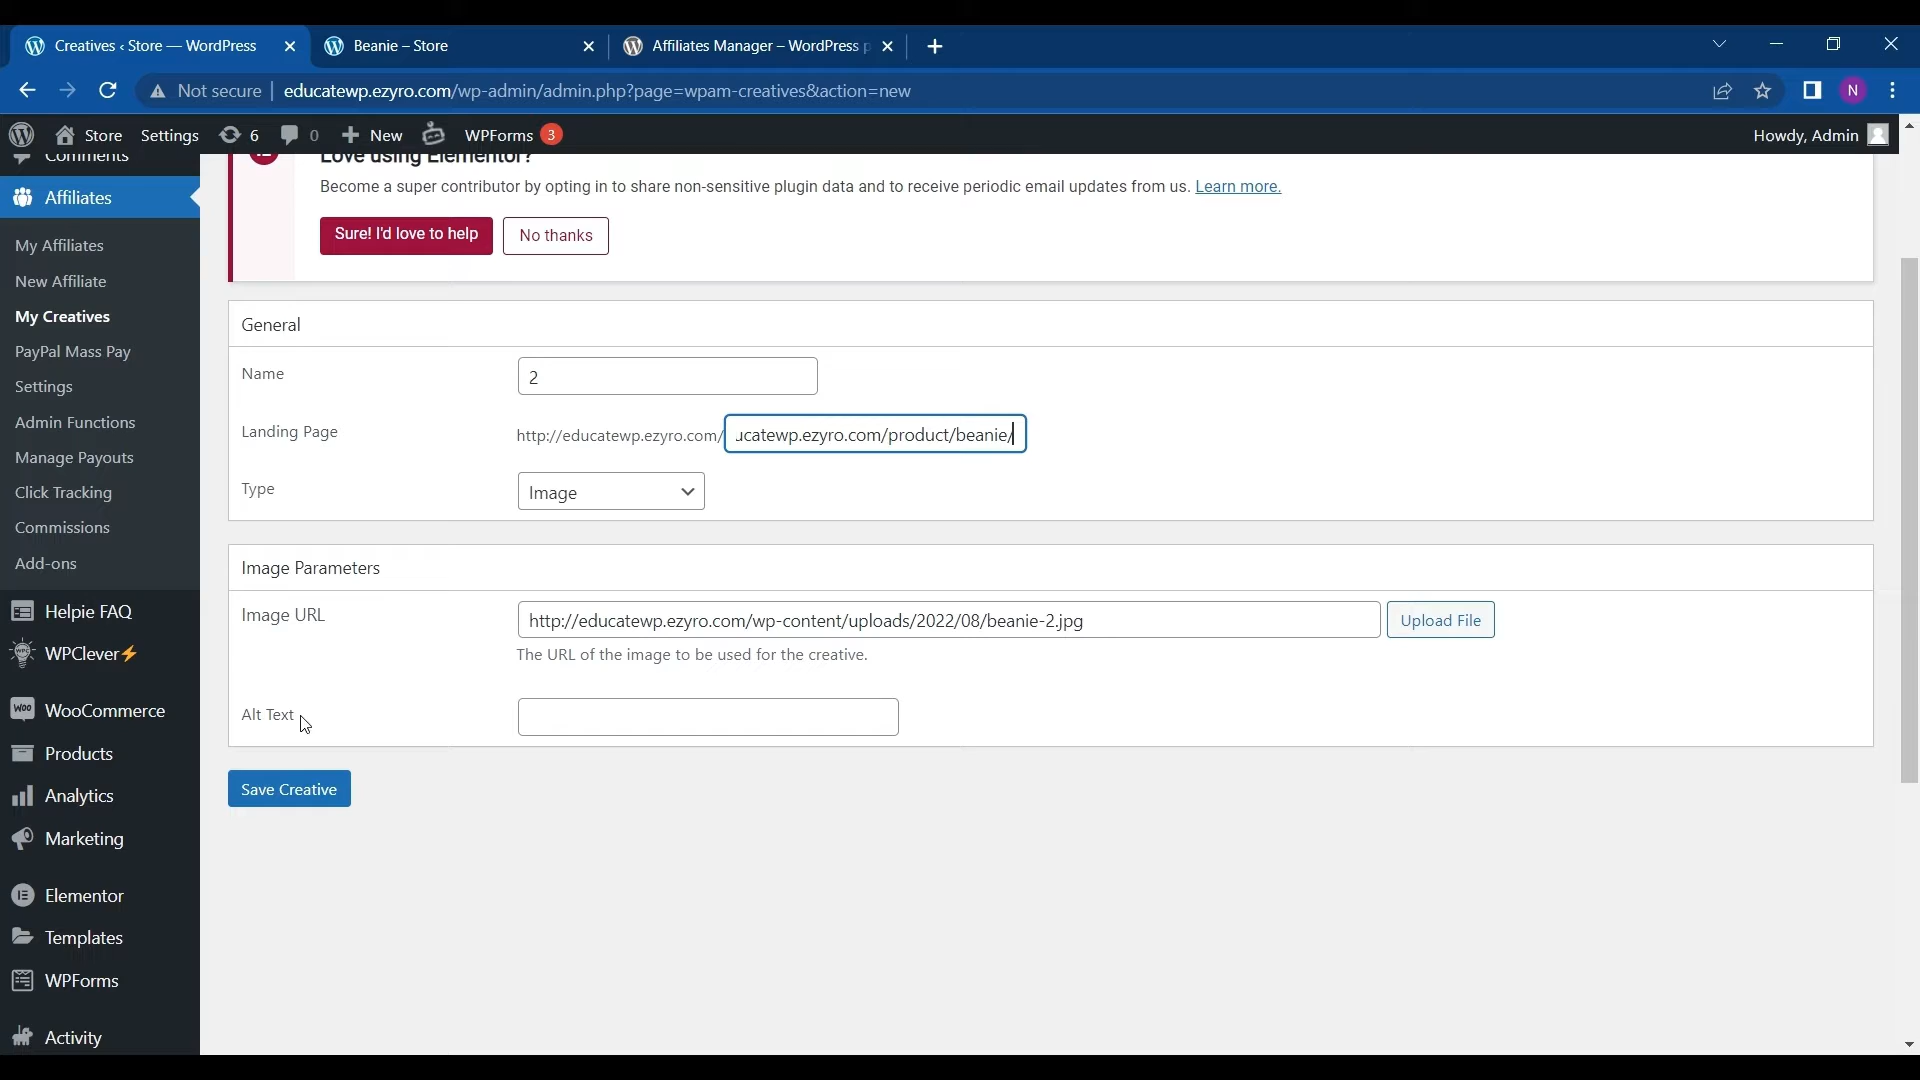 Creatives ‹ Store — WordPress
Beanie – Store
Affiliates Manager – WordPress p
Not secure
educatewp.ezyro.com/wp-admin/admin.php?page=wpam-creatives&action=new
N
Store
Settings
6
0
New
WPForms 3
Howdy, Admin
Comments
Love using Elementor?
Become a super contributor by opting in to share non-sensitive plugin data and to receive periodic email updates from us. Learn more.
Sure! I'd love to help
No thanks
Affiliates
My Affiliates
New Affiliate
My Creatives
PayPal Mass Pay
Settings
Admin Functions
Manage Payouts
Click Tracking
Commissions
Add-ons
Helpie FAQ
WPClever⚡
WooCommerce
Products
Analytics
Marketing
Elementor
Templates
WPForms
Activity
General
Name
2
Landing Page
http://educatewp.ezyro.com/
ucatewp.ezyro.com/product/beanie/
Type
Image
Image Parameters
Image URL
http://educatewp.ezyro.com/wp-content/uploads/2022/08/beanie-2.jpg
Upload File
The URL of the image to be used for the creative.
Alt Text
Save Creative